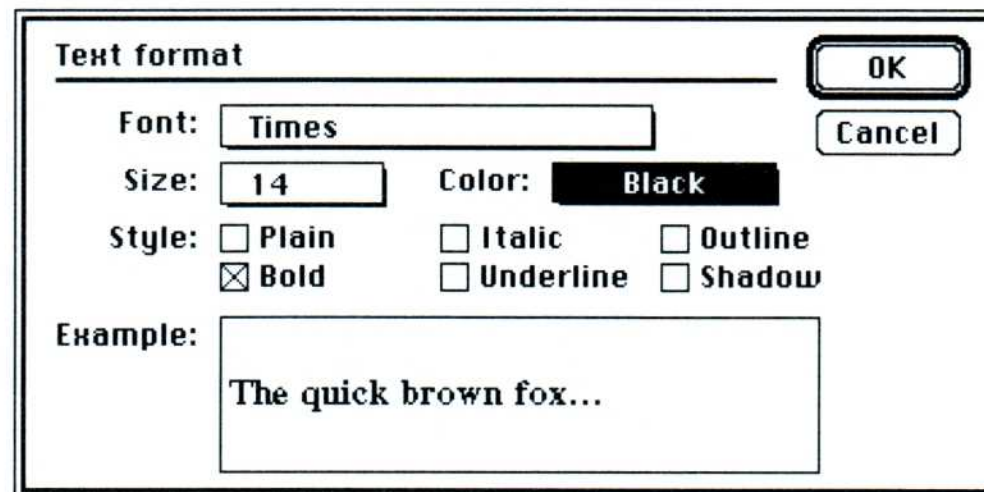 Text format
OK
Font: Times
Cancel
Size: 14 Color: Black
Style: Plain Italic Outline
Bold Underline Shadow
Example:
The quick brown fox...